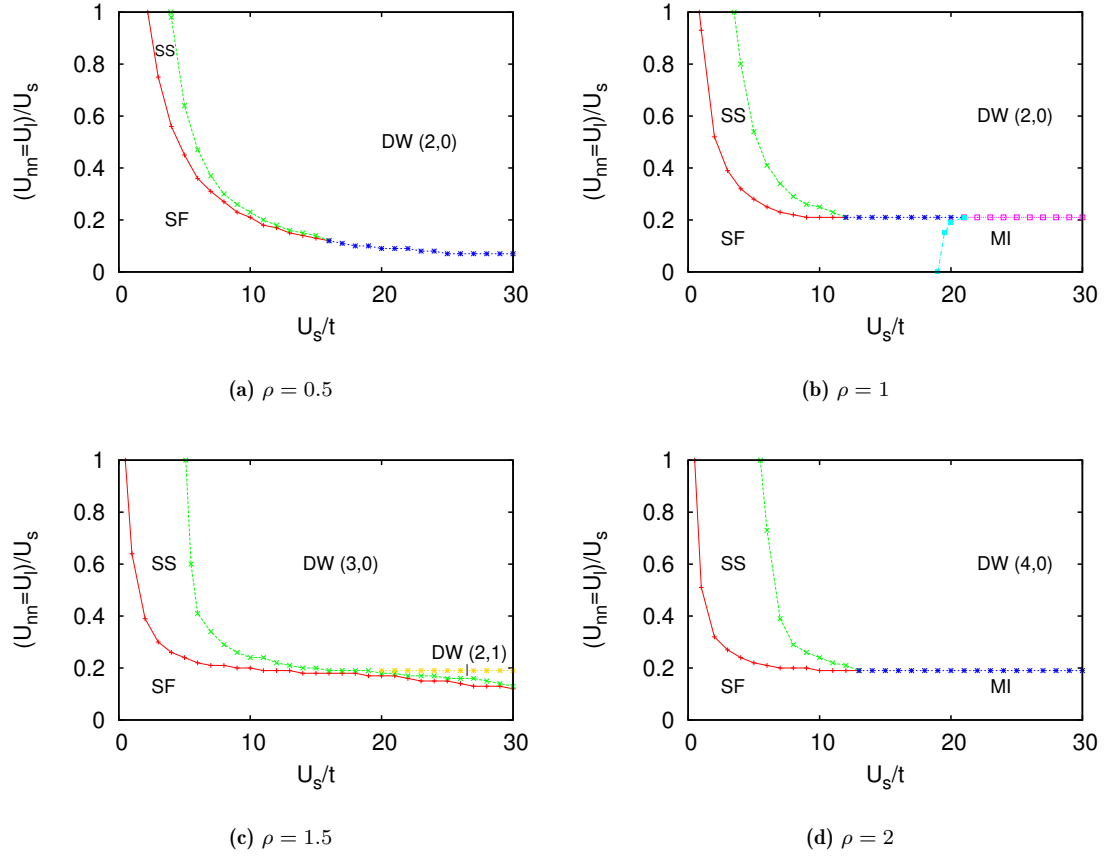 (U_nn=U_l)/U_s
1
0.8
0.6
0.4
0.2
0
SS
DW (2,0)
SF
0 10 20 30
U_s/t
(a) ρ = 0.5
(U_nn=U_l)/U_s
1
0.8
0.6
0.4
0.2
0
SS
DW (2,0)
SF
MI
0 10 20 30
U_s/t
(b) ρ = 1
(U_nn=U_l)/U_s
1
0.8
0.6
0.4
0.2
0
SS
DW (3,0)
DW (2,1)
SF
0 10 20 30
U_s/t
(c) ρ = 1.5
(U_nn=U_l)/U_s
1
0.8
0.6
0.4
0.2
0
SS
DW (4,0)
SF
MI
0 10 20 30
U_s/t
(d) ρ = 2